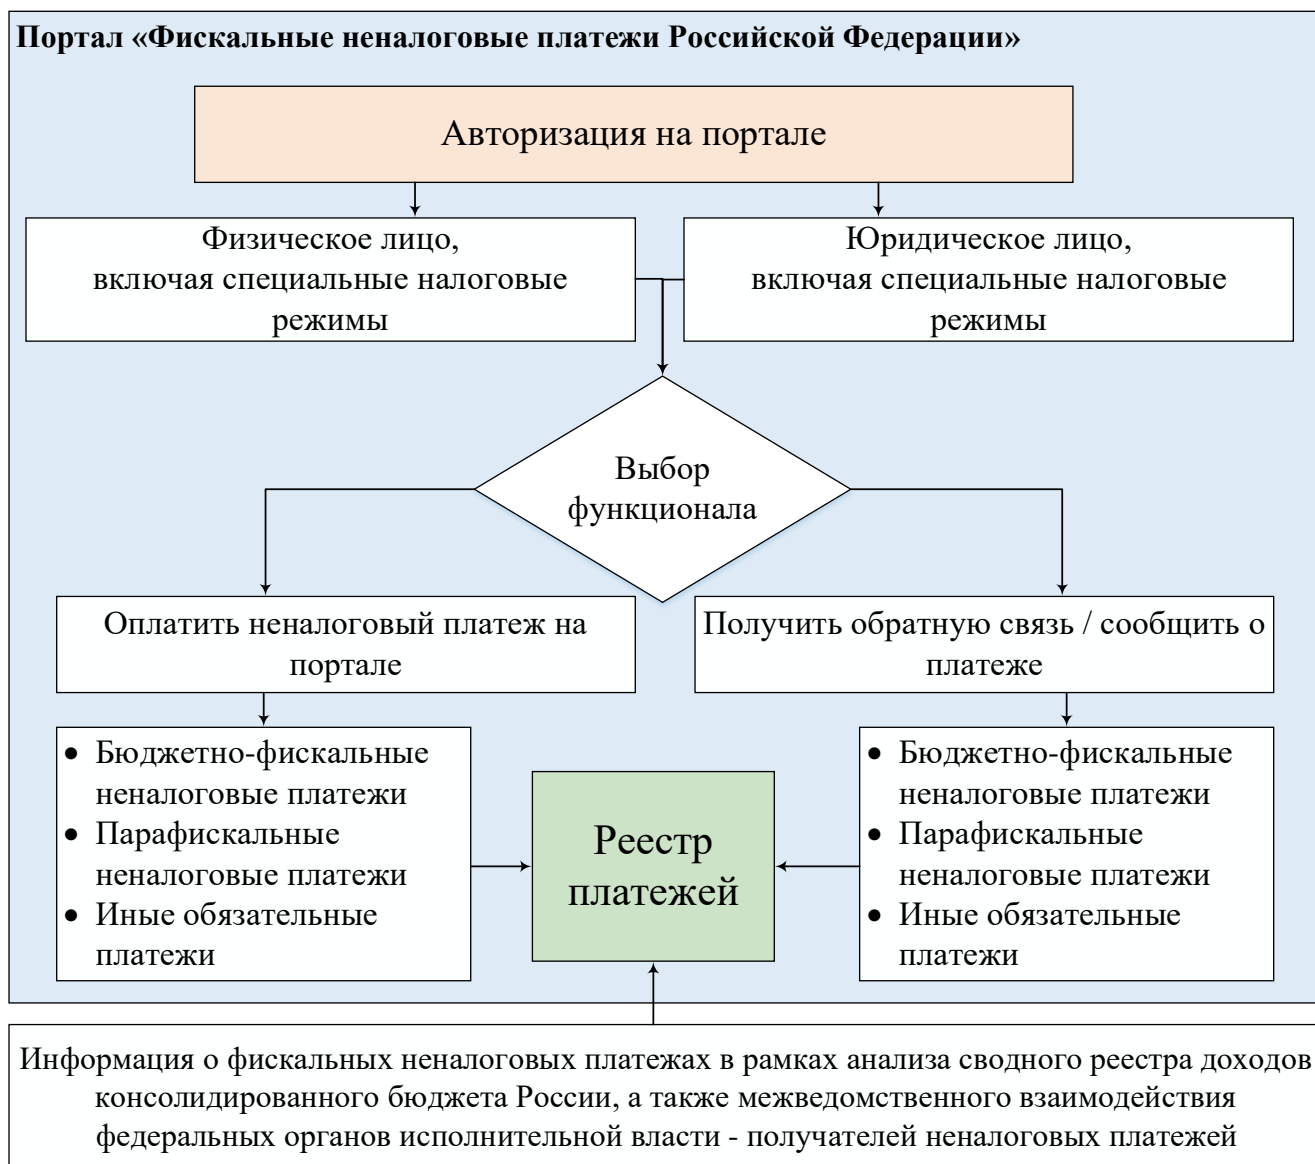 Портал «Фискальные неналоговые платежи Российской Федерации»
Авторизация на портале
Физическое лицо,
включая специальные налоговые
режимы
Юридическое лицо,
включая специальные налоговые
режимы
Выбор
функционала
Оплатить неналоговый платеж на
портале
Получить обратную связь / сообщить о
платеже
• Бюджетно-фискальные
неналоговые платежи
• Парафискальные
неналоговые платежи
• Иные обязательные
платежи
Реестр
платежей
• Бюджетно-фискальные
неналоговые платежи
• Парафискальные
неналоговые платежи
• Иные обязательные
платежи
Информация о фискальных неналоговых платежах в рамках анализа сводного реестра доходов
консолидированного бюджета России, а также межведомственного взаимодействия
федеральных органов исполнительной власти - получателей неналоговых платежей